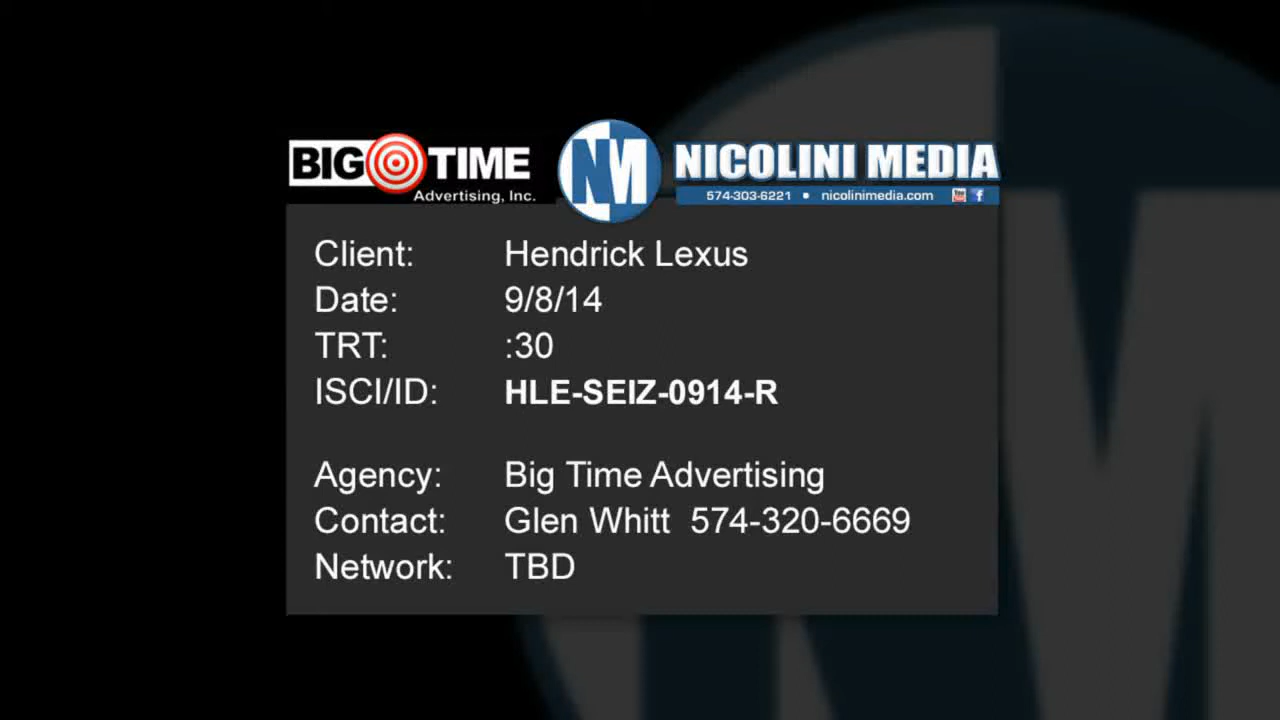 BIG TIME
Advertising, Inc.
NM
NICOLINI MEDIA
574-303-6221 • nicolinimedia.com You Tube f
Client: Hendrick Lexus
Date: 9/8/14
TRT: :30
ISCI/ID: HLE-SEIZ-0914-R
Agency: Big Time Advertising
Contact: Glen Whitt 574-320-6669
Network: TBD